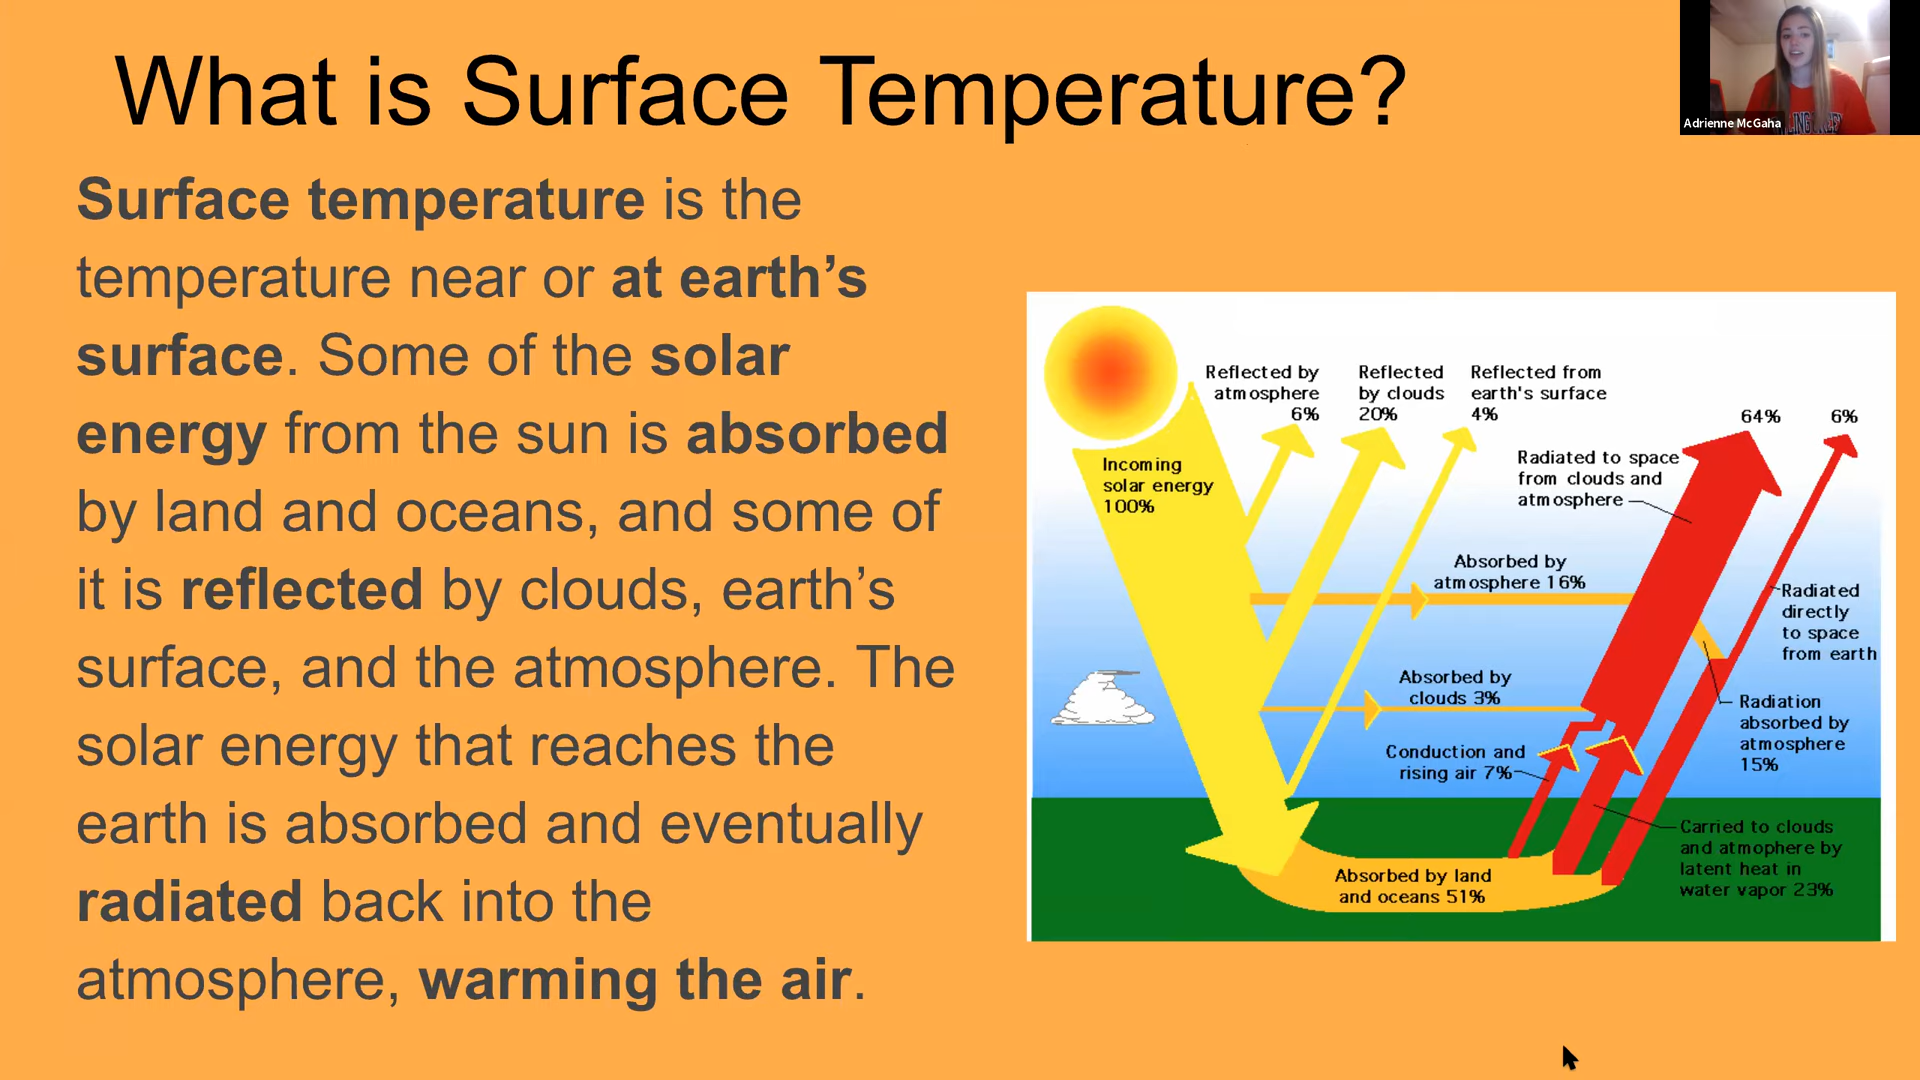 What is Surface Temperature?
Adrienne McGaha
Surface temperature is the
temperature near or at earth’s
surface. Some of the solar
energy from the sun is absorbed
by land and oceans, and some of
it is reflected by clouds, earth’s
surface, and the atmosphere. The
solar energy that reaches the
earth is absorbed and eventually
radiated back into the
atmosphere, warming the air.
Reflected by
atmosphere
6%
Reflected
by clouds
20%
Reflected from
earth's surface
4%
64%
6%
Incoming
solar energy
100%
Radiated to space
from clouds and
atmosphere
Absorbed by
atmosphere 16%
Radiated
directly
to space
from earth
Absorbed by
clouds 3%
Radiation
absorbed by
atmosphere
15%
Conduction and
rising air 7%
Carried to clouds
and atmophere by
latent heat in
water vapor 23%
Absorbed by land
and oceans 51%